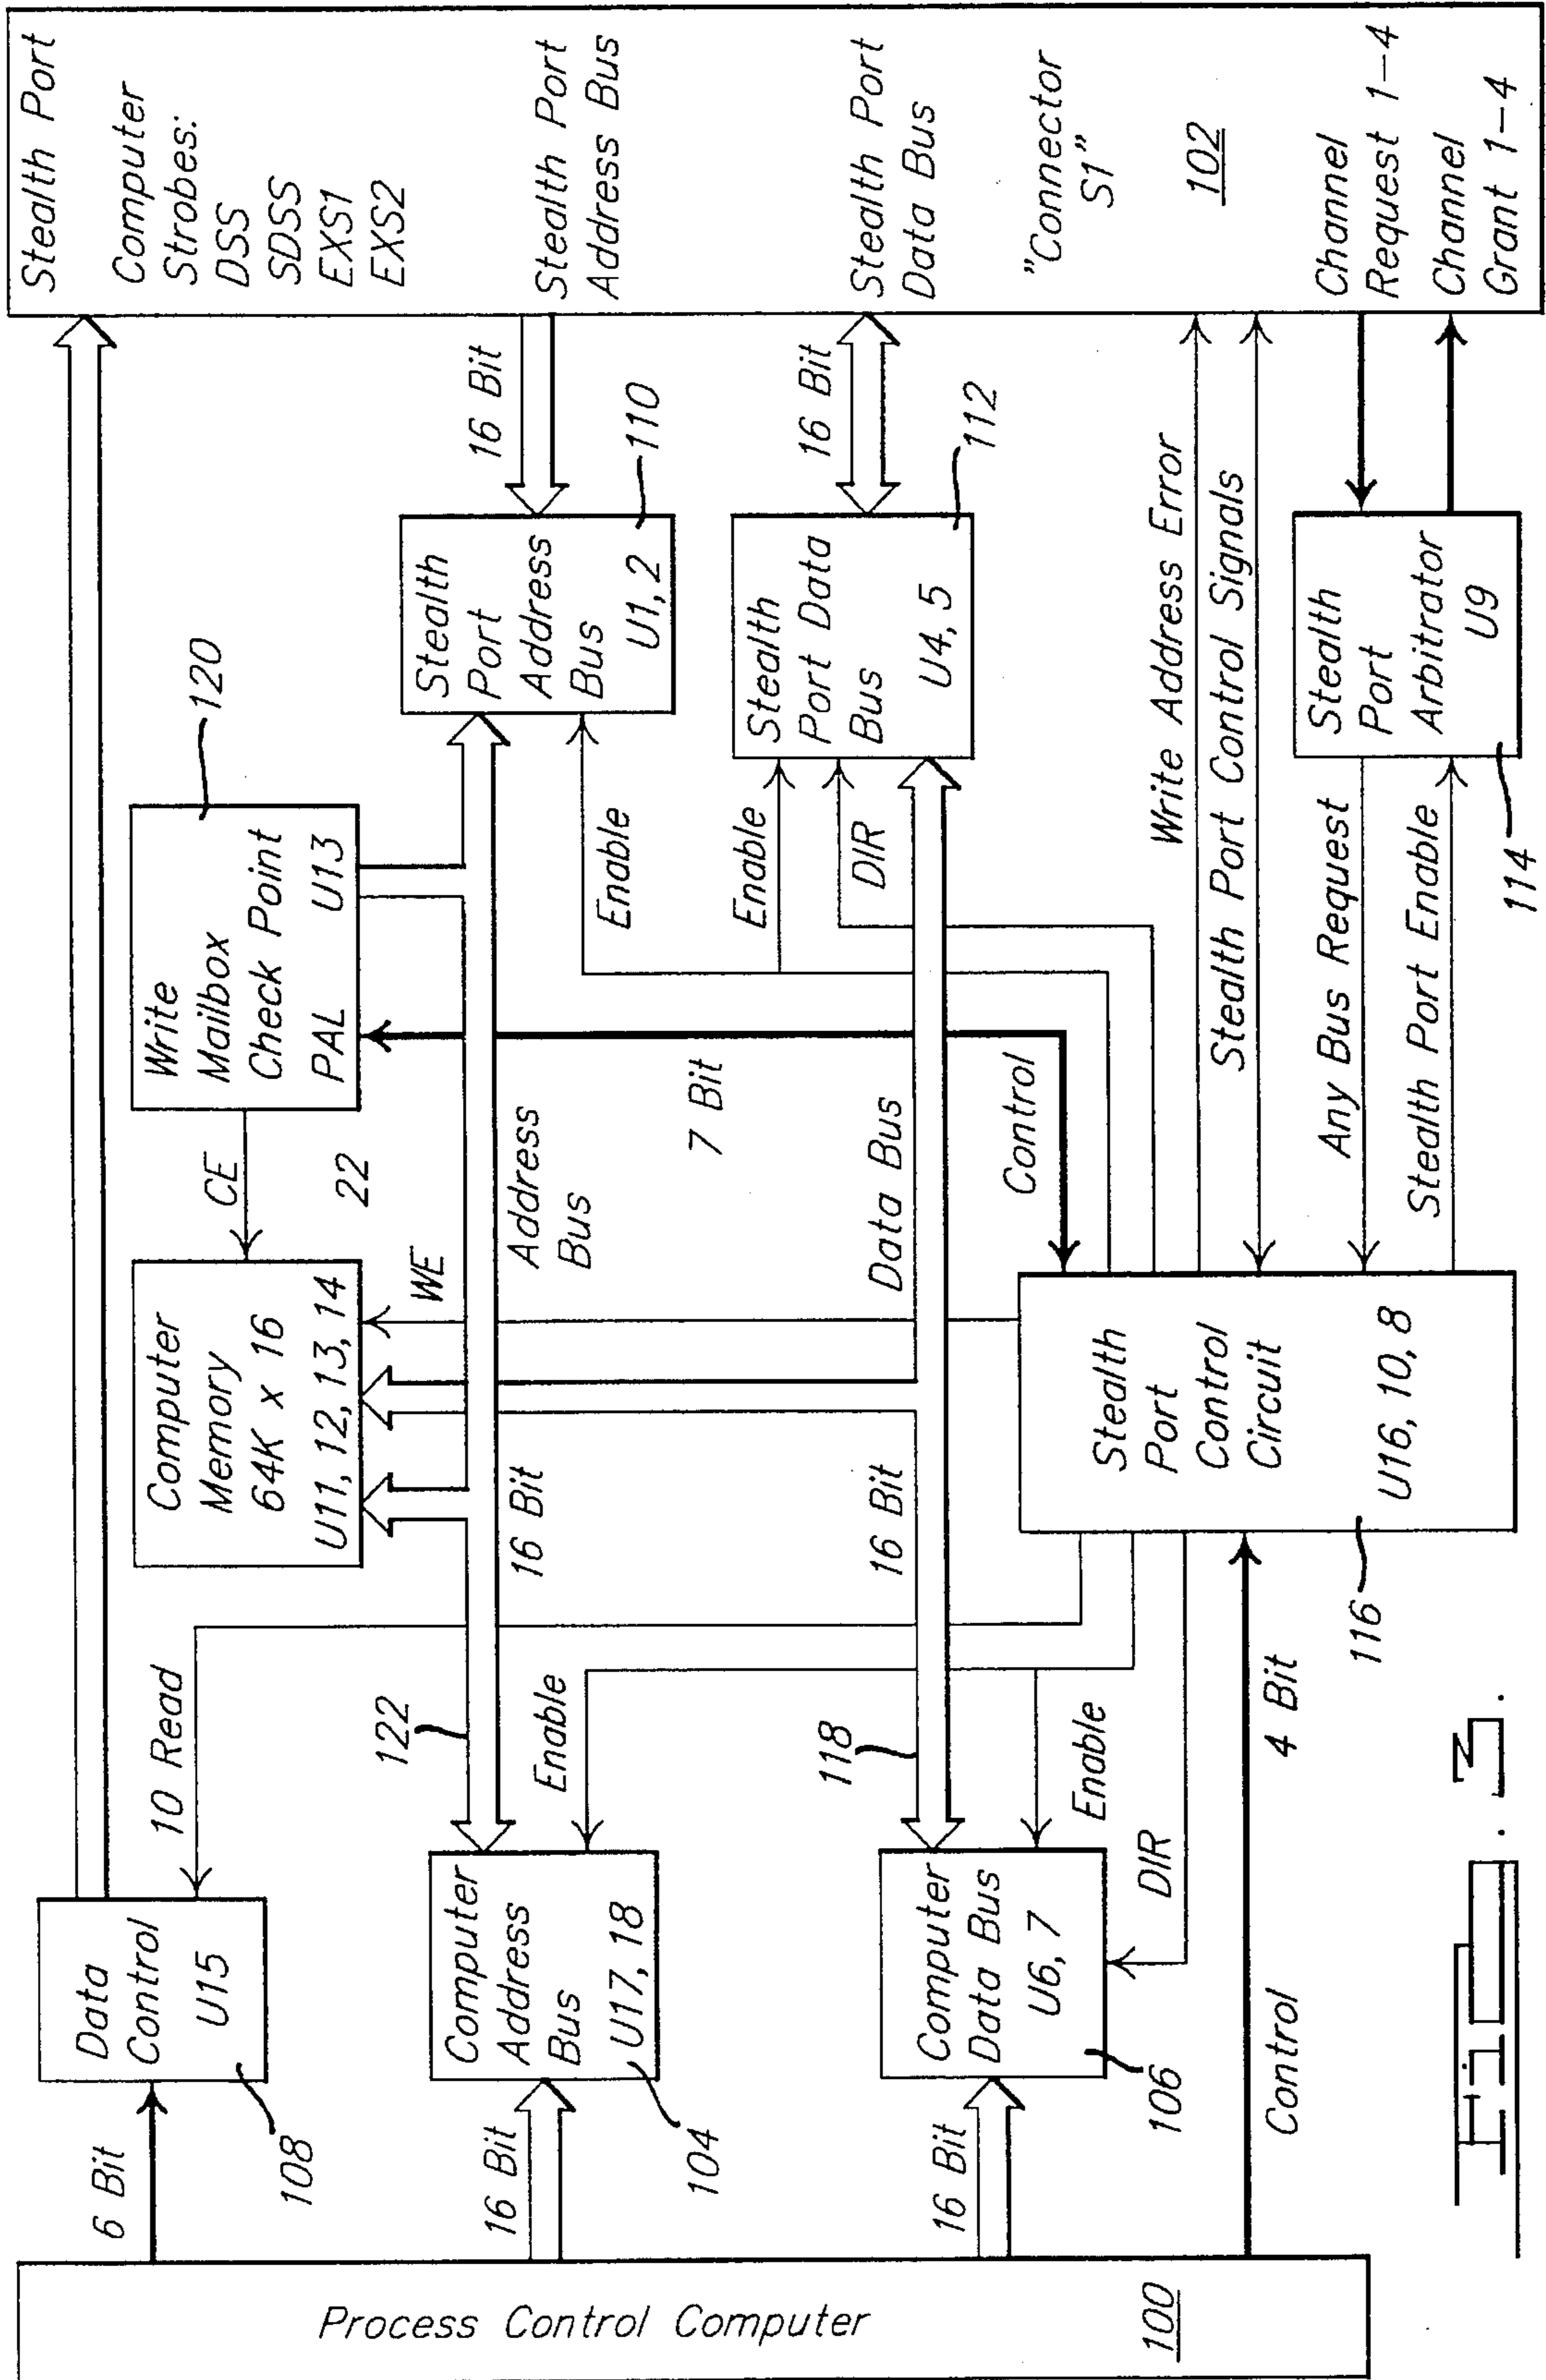 Process Control Computer
100
6 Bit
16 Bit
16 Bit
Control
4 Bit
Data
Control
U15
108
10 Read
Computer
Address
Bus
U17, 18
104
Enable
122
Computer
Data Bus
U6, 7
106
Enable
DIR
118
Computer
Memory
64K x 16
U11, 12, 13, 14
CE
22
WE
16 Bit
Address
Bus
16 Bit
Data Bus
7 Bit
Control
Write
Mailbox
Check Point
PAL U13
120
Stealth
Port
Control
Circuit
U16, 10, 8
116
Enable
Enable
DIR
Stealth
Port
Address
Bus
U1, 2
110
16 Bit
Stealth
Port Data
Bus
U4, 5
112
16 Bit
Write Address Error
Stealth Port Control Signals
Any Bus Request
Stealth Port Enable
Stealth
Port
Arbitrator
U9
114
Stealth Port
Computer
Strobes:
DSS
SDSS
EXS1
EXS2
Stealth Port
Address Bus
Stealth Port
Data Bus
"Connector
S1"
102
Channel
Request 1-4
Channel
Grant 1-4
Fig. 3.